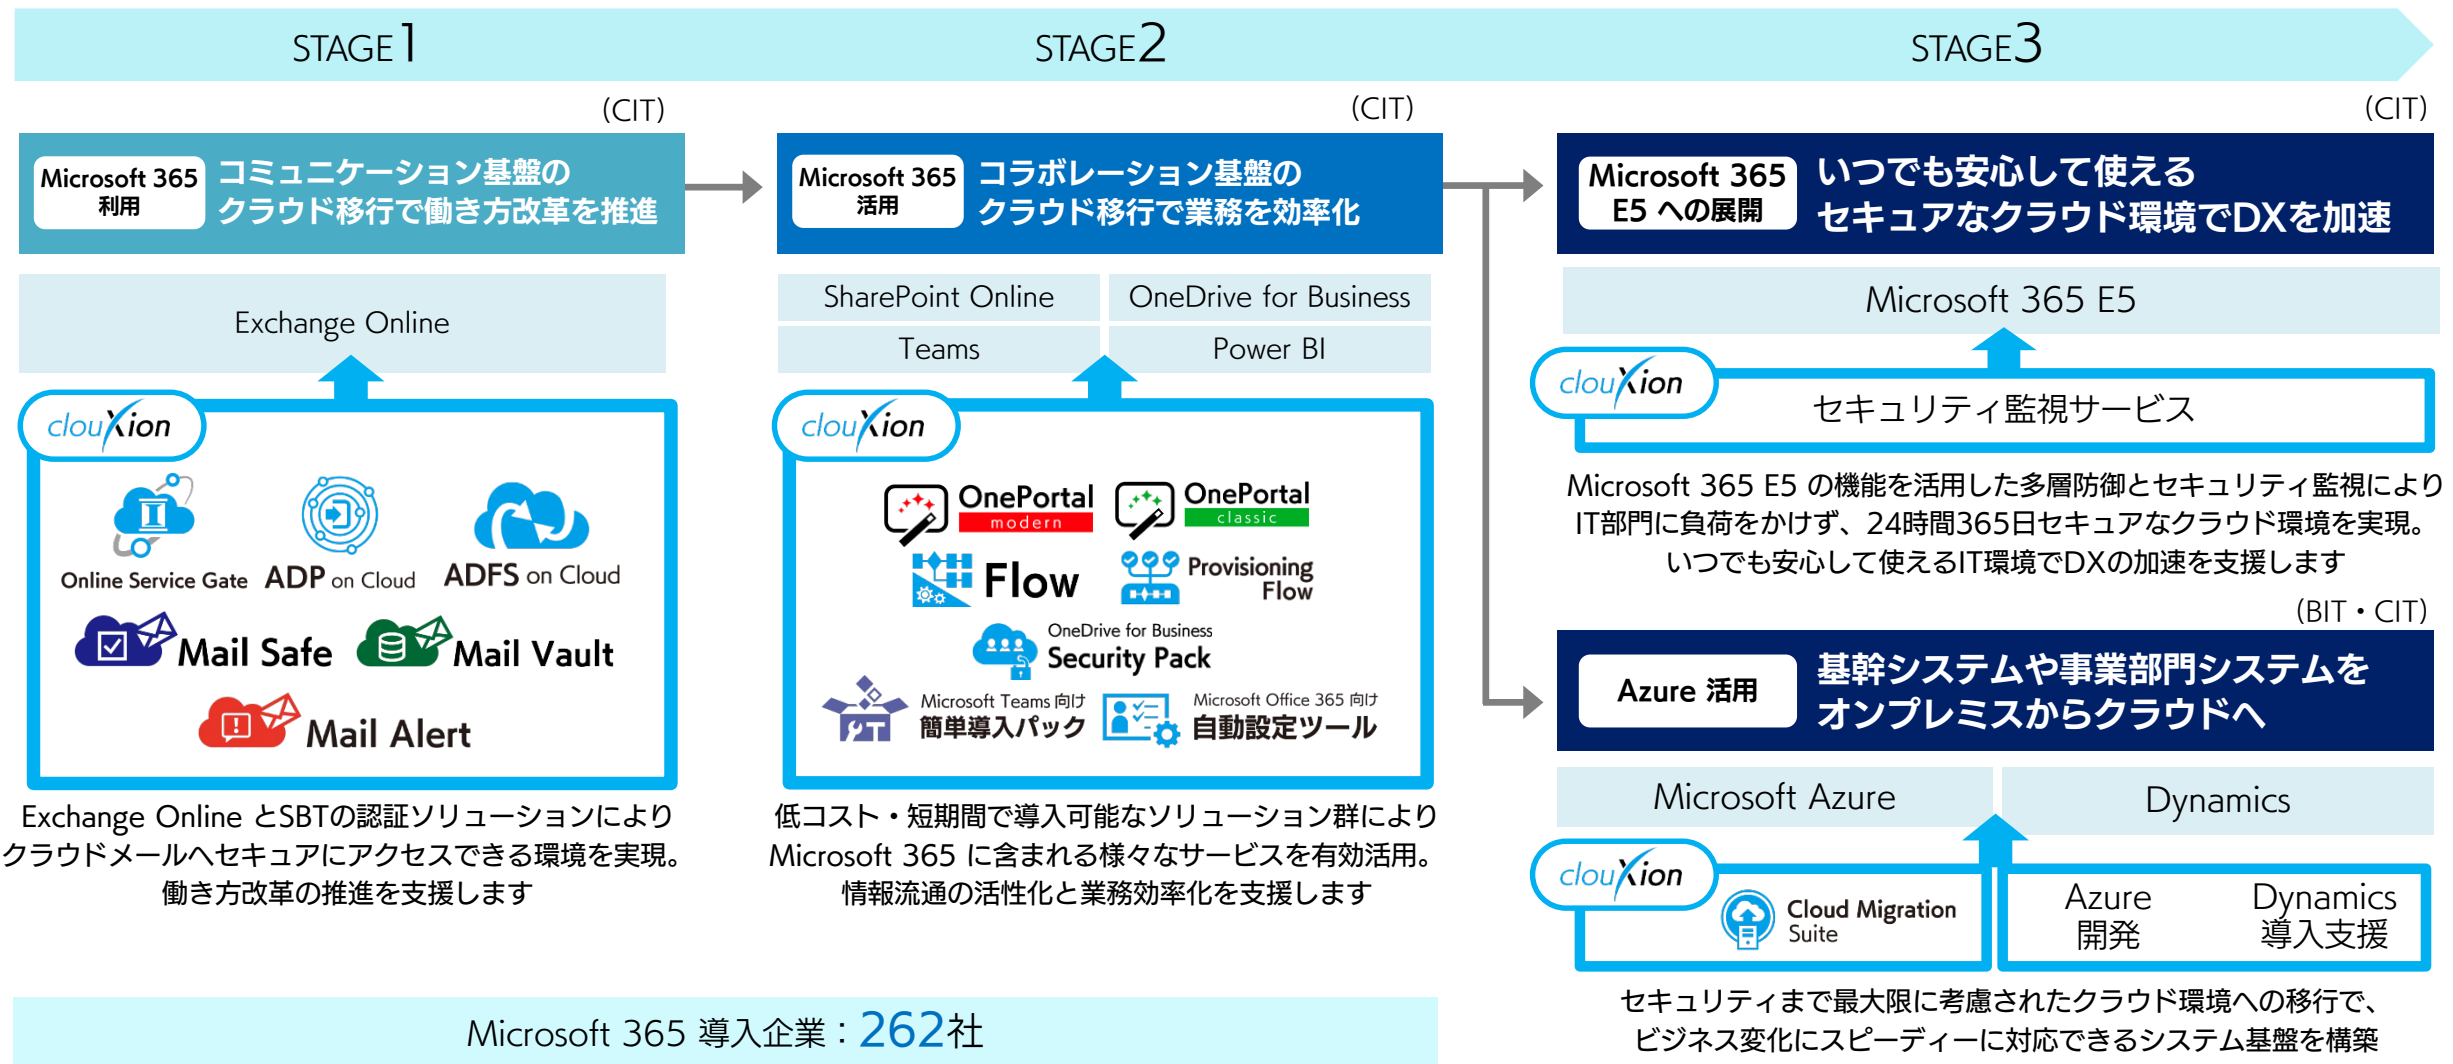 STAGE1
STAGE2
STAGE3
(CIT)
Microsoft 365
利用
コミュニケーション基盤の
クラウド移行で働き方改革を推進
Exchange Online
clouXion
Online Service Gate
ADP on Cloud
ADFS on Cloud
Mail Safe
Mail Vault
Mail Alert
Exchange Online とSBTの認証ソリューションにより
クラウドメールへセキュアにアクセスできる環境を実現。
働き方改革の推進を支援します
(CIT)
Microsoft 365
活用
コラボレーション基盤の
クラウド移行で業務を効率化
SharePoint Online
OneDrive for Business
Teams
Power BI
clouXion
OnePortal
modern
OnePortal
classic
Flow
Provisioning
Flow
OneDrive for Business
Security Pack
Microsoft Teams 向け
簡単導入パック
Microsoft Office 365 向け
自動設定ツール
低コスト・短期間で導入可能なソリューション群により
Microsoft 365 に含まれる様々なサービスを有効活用。
情報流通の活性化と業務効率化を支援します
Microsoft 365 導入企業：262社
(CIT)
Microsoft 365
E5 への展開
いつでも安心して使える
セキュアなクラウド環境でDXを加速
Microsoft 365 E5
clouXion
セキュリティ監視サービス
Microsoft 365 E5 の機能を活用した多層防御とセキュリティ監視により
IT部門に負荷をかけず、24時間365日セキュアなクラウド環境を実現。
いつでも安心して使えるIT環境でDXの加速を支援します
(BIT・CIT)
Azure 活用
基幹システムや事業部門システムを
オンプレミスからクラウドへ
Microsoft Azure
Dynamics
clouXion
Cloud Migration
Suite
Azure
開発
Dynamics
導入支援
セキュリティまで最大限に考慮されたクラウド環境への移行で、
ビジネス変化にスピーディーに対応できるシステム基盤を構築